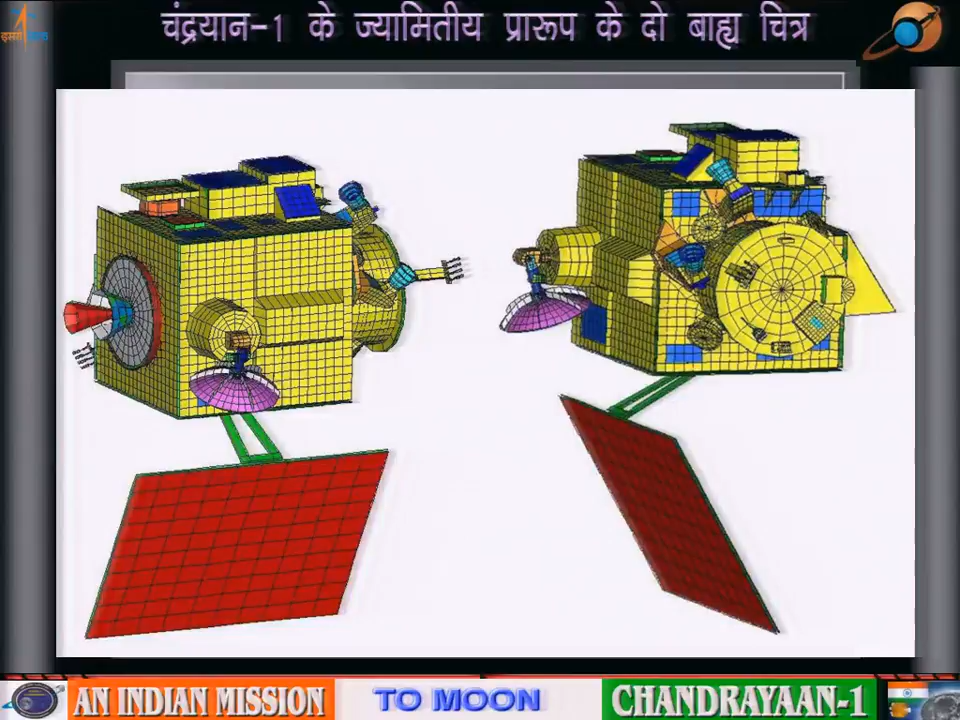 चंद्रयान-1 के ज्यामितीय प्रारूप के दो बाह्य चित्र
AN INDIAN MISSION
TO MOON
CHANDRAYAAN-1